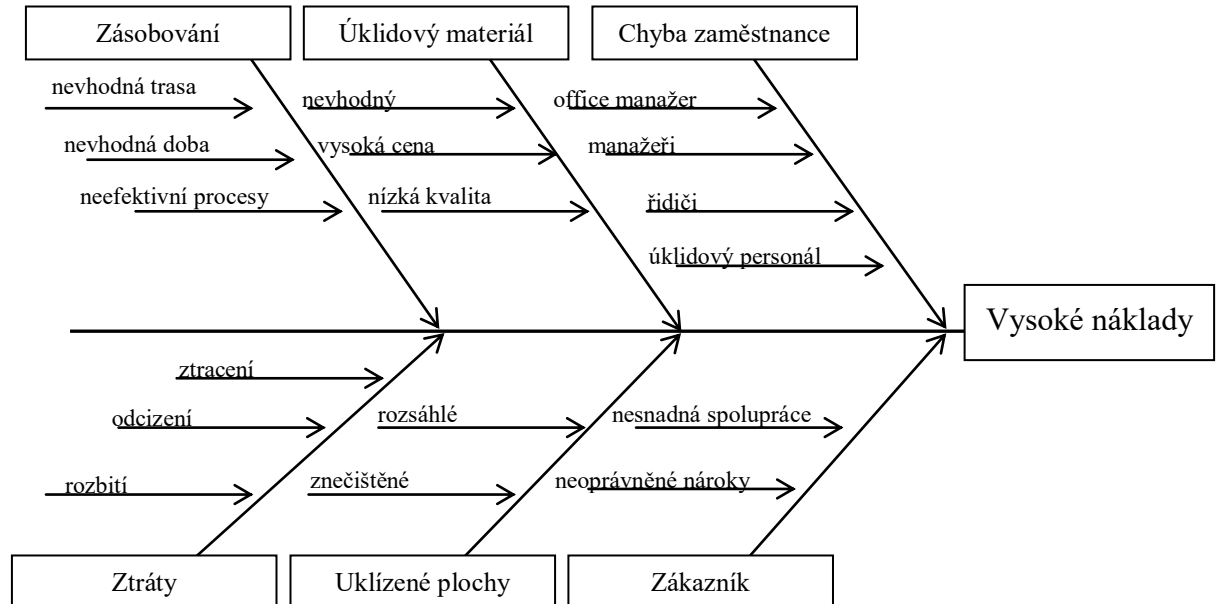 Zásobování
Úklidový materiál
Chyba zaměstnance
nevhodná trasa
nevhodný
office manažer
nevhodná doba
vysoká cena
manažeři
neefektivní procesy
nízká kvalita
řidiči
úklidový personál
Vysoké náklady
ztracení
odcizení
rozsáhlé
nesnadná spolupráce
rozbití
znečištěné
neoprávněné nároky
Ztráty
Uklízené plochy
Zákazník